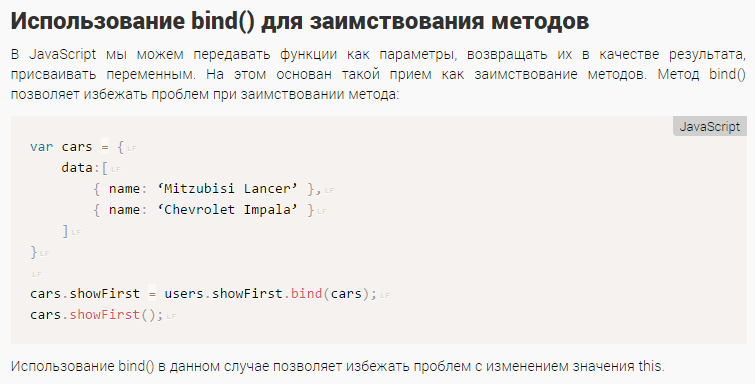 Использование bind() для заимствования методов
В JavaScript мы можем передавать функции как параметры, возвращать их в качестве результата,
присваивать переменным. На этом основан такой прием как заимствование методов. Метод bind()
позволяет избежать проблем при заимствовании метода:
JavaScript
var cars = { LF
    data:[ LF
        { name: ‘Mitzubisi Lancer’ }, LF
        { name: ‘Chevrolet Impala’ } LF
    ] LF
} LF
LF
cars.showFirst = users.showFirst.bind(cars); LF
cars.showFirst(); LF
Использование bind() в данном случае позволяет избежать проблем с изменением значения this.